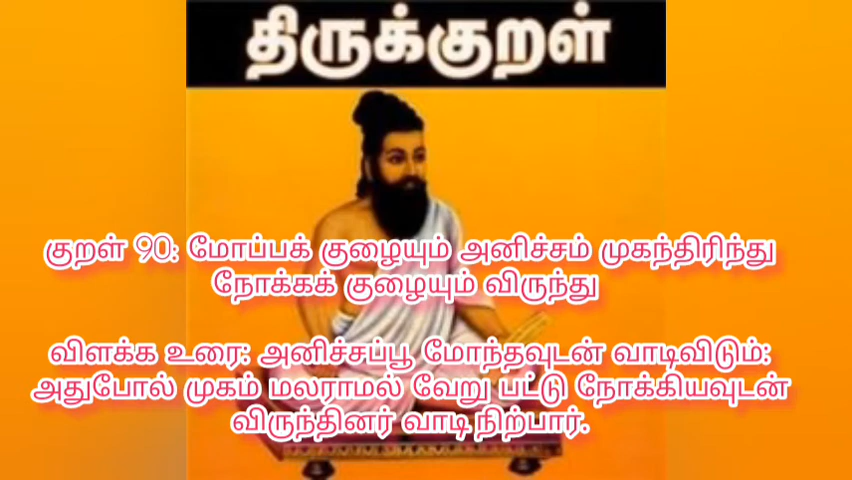 திருக்குறள்
குறள் 90: மோப்பக் குழையும் அனிச்சம் முகந்திரிந்து
நோக்கக் குழையும் விருந்து
விளக்க உரை: அனிச்சப்பூ மோந்தவுடன் வாடிவிடும்:
அதுபோல் முகம் மலராமல் வேறு பட்டு நோக்கியவுடன்
விருந்தினர் வாடி நிற்பார்.